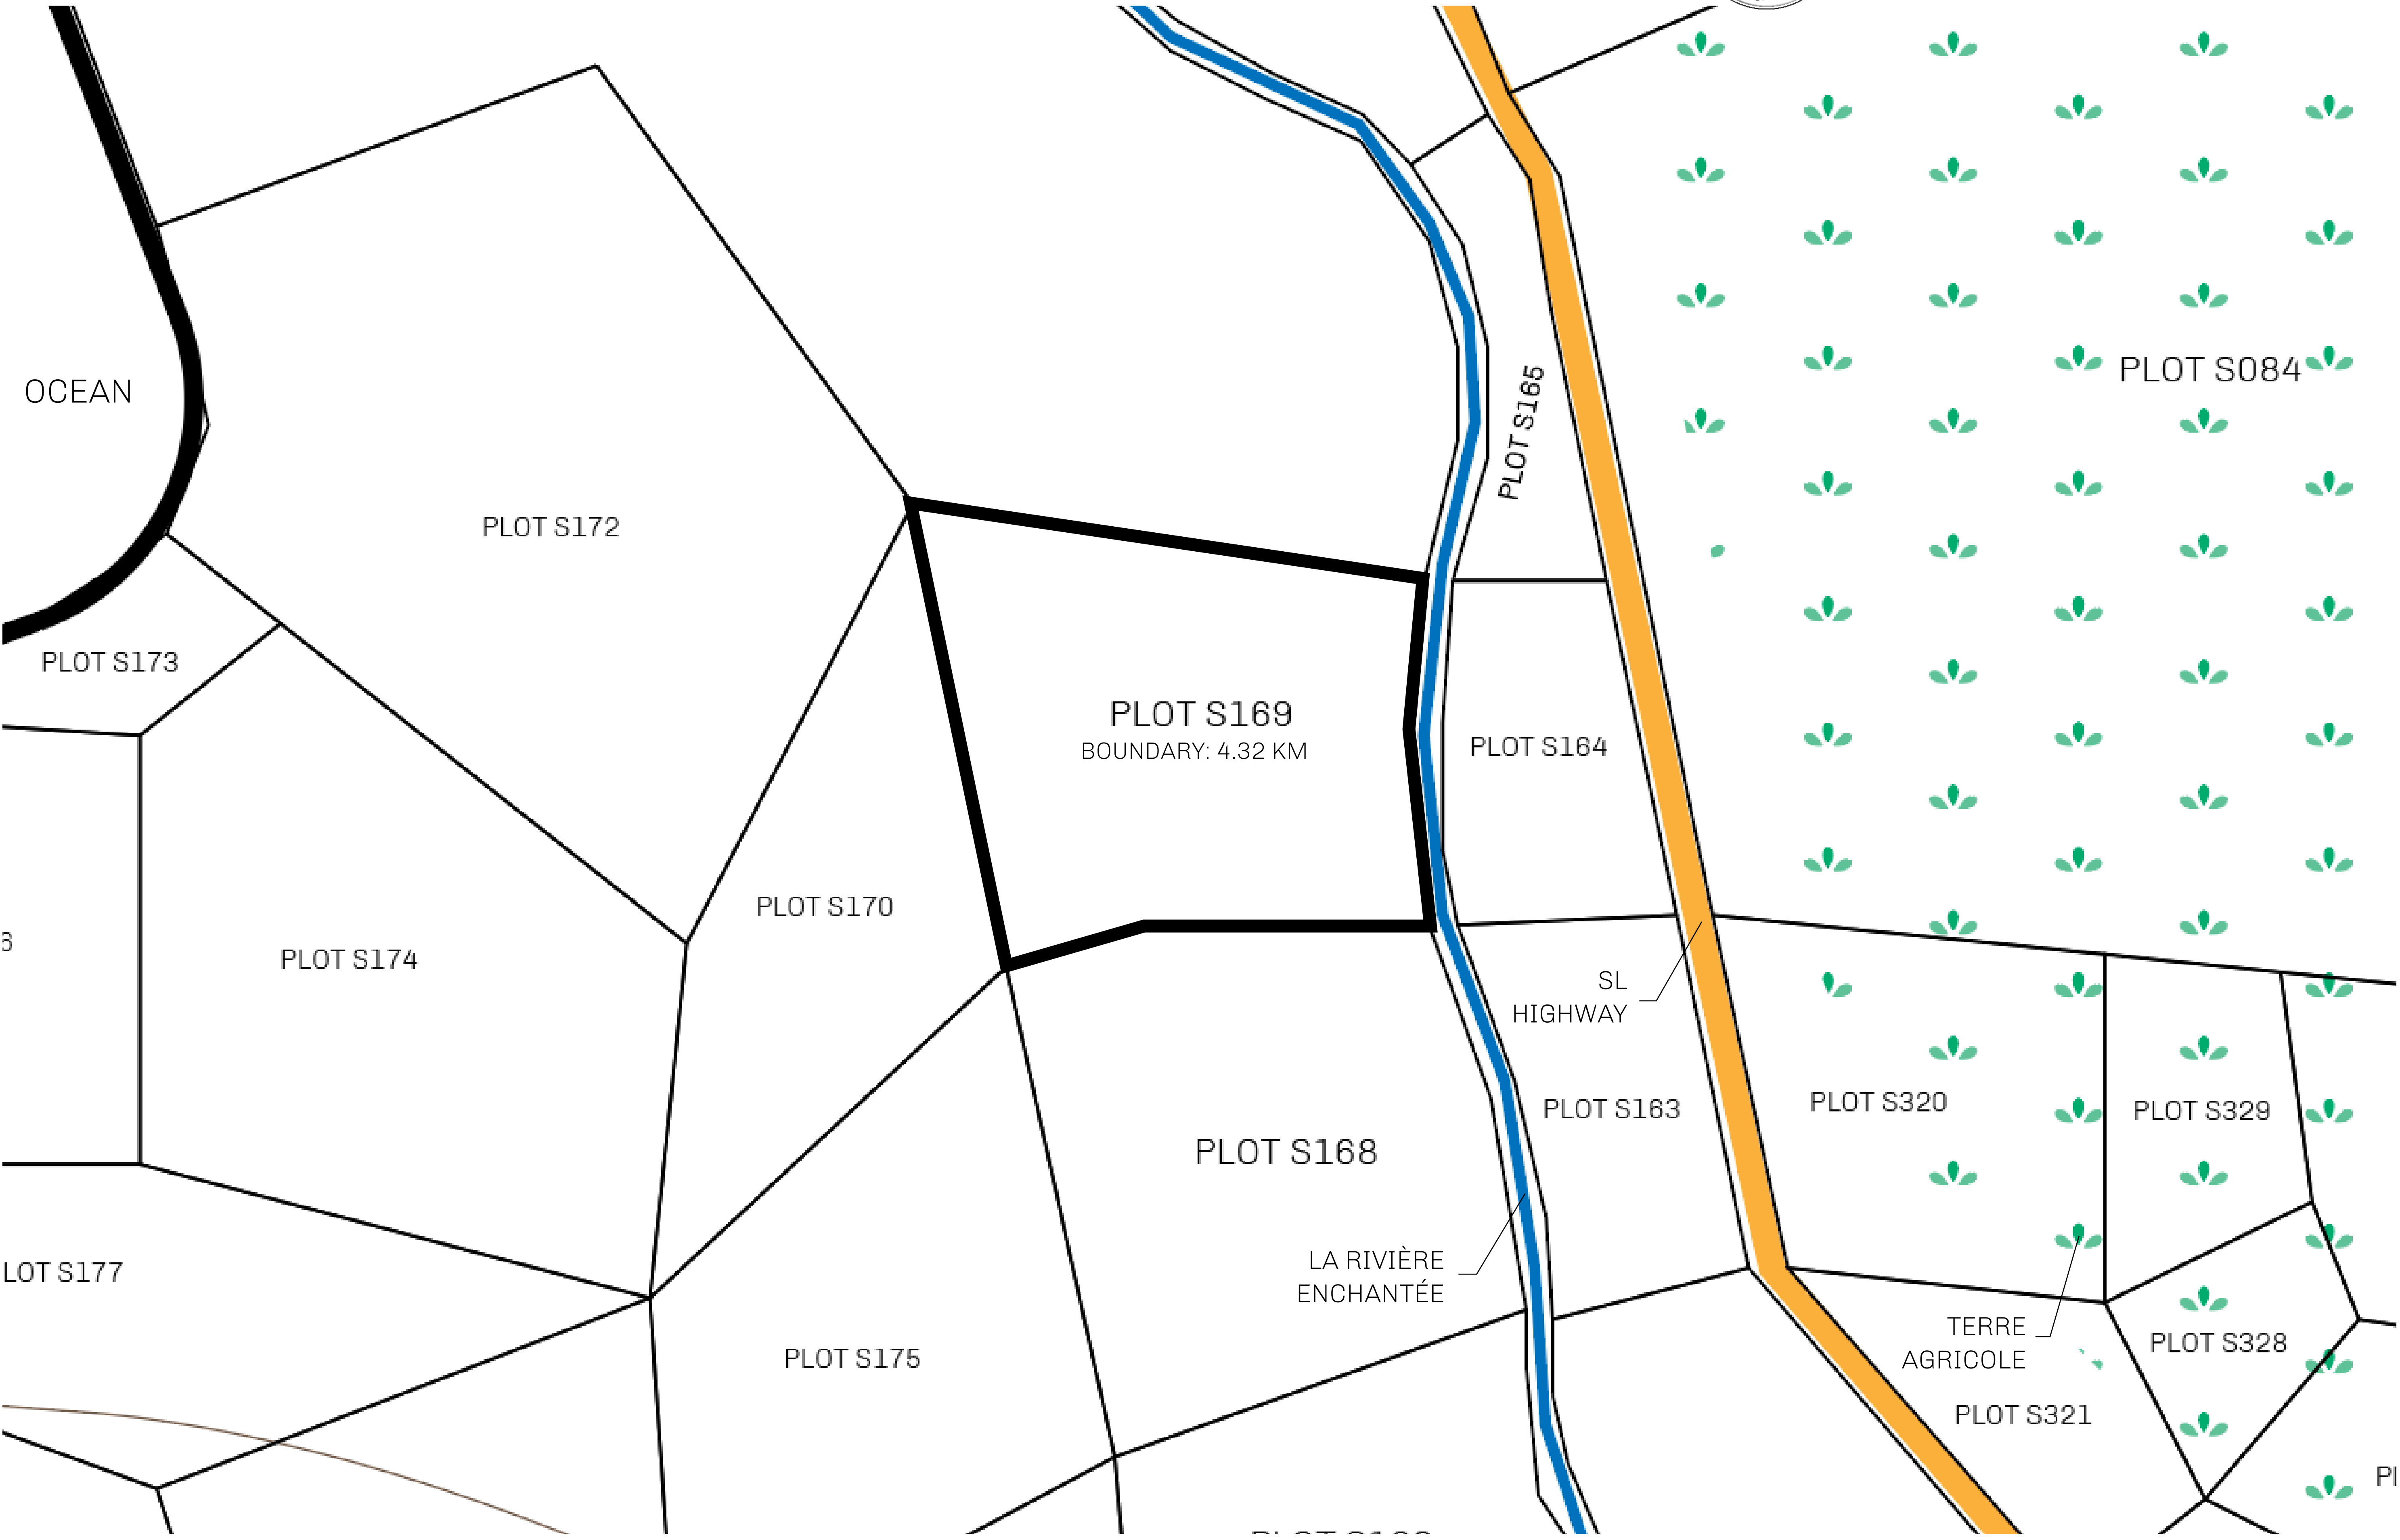 PLOT S084
PLOT S165
OCEAN
PLOT S172
PLOT S173
PLOT S169
BOUNDARY: 4.32 KM
PLOT S164
PLOT S170
6
PLOT S174
SL
HIGHWAY
PLOT S163
PLOT S320
PLOT S329
PLOT S168
LA RIVIÈRE
ENCHANTÉE
LOT S177
TERRE
AGRICOLE
PLOT S328
PLOT S175
PLOT S321